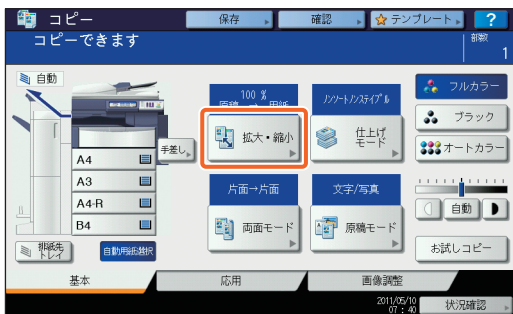 コピー
保存
確認
テンプレート
?
コピーできます
部数
1
自動
100 %
原稿 → 用紙
ノンソート/ノンステイプル
フルカラー
拡大・縮小
仕上げ
モード
ブラック
手差し
オートカラー
A4
A3
A4-R
B4
片面→片面
文字/写真
両面モード
原稿モード
自動
排紙先
トレイ
自動用紙選択
お試しコピー
基本
応用
画像調整
2011/05/10
07 : 40
状況確認